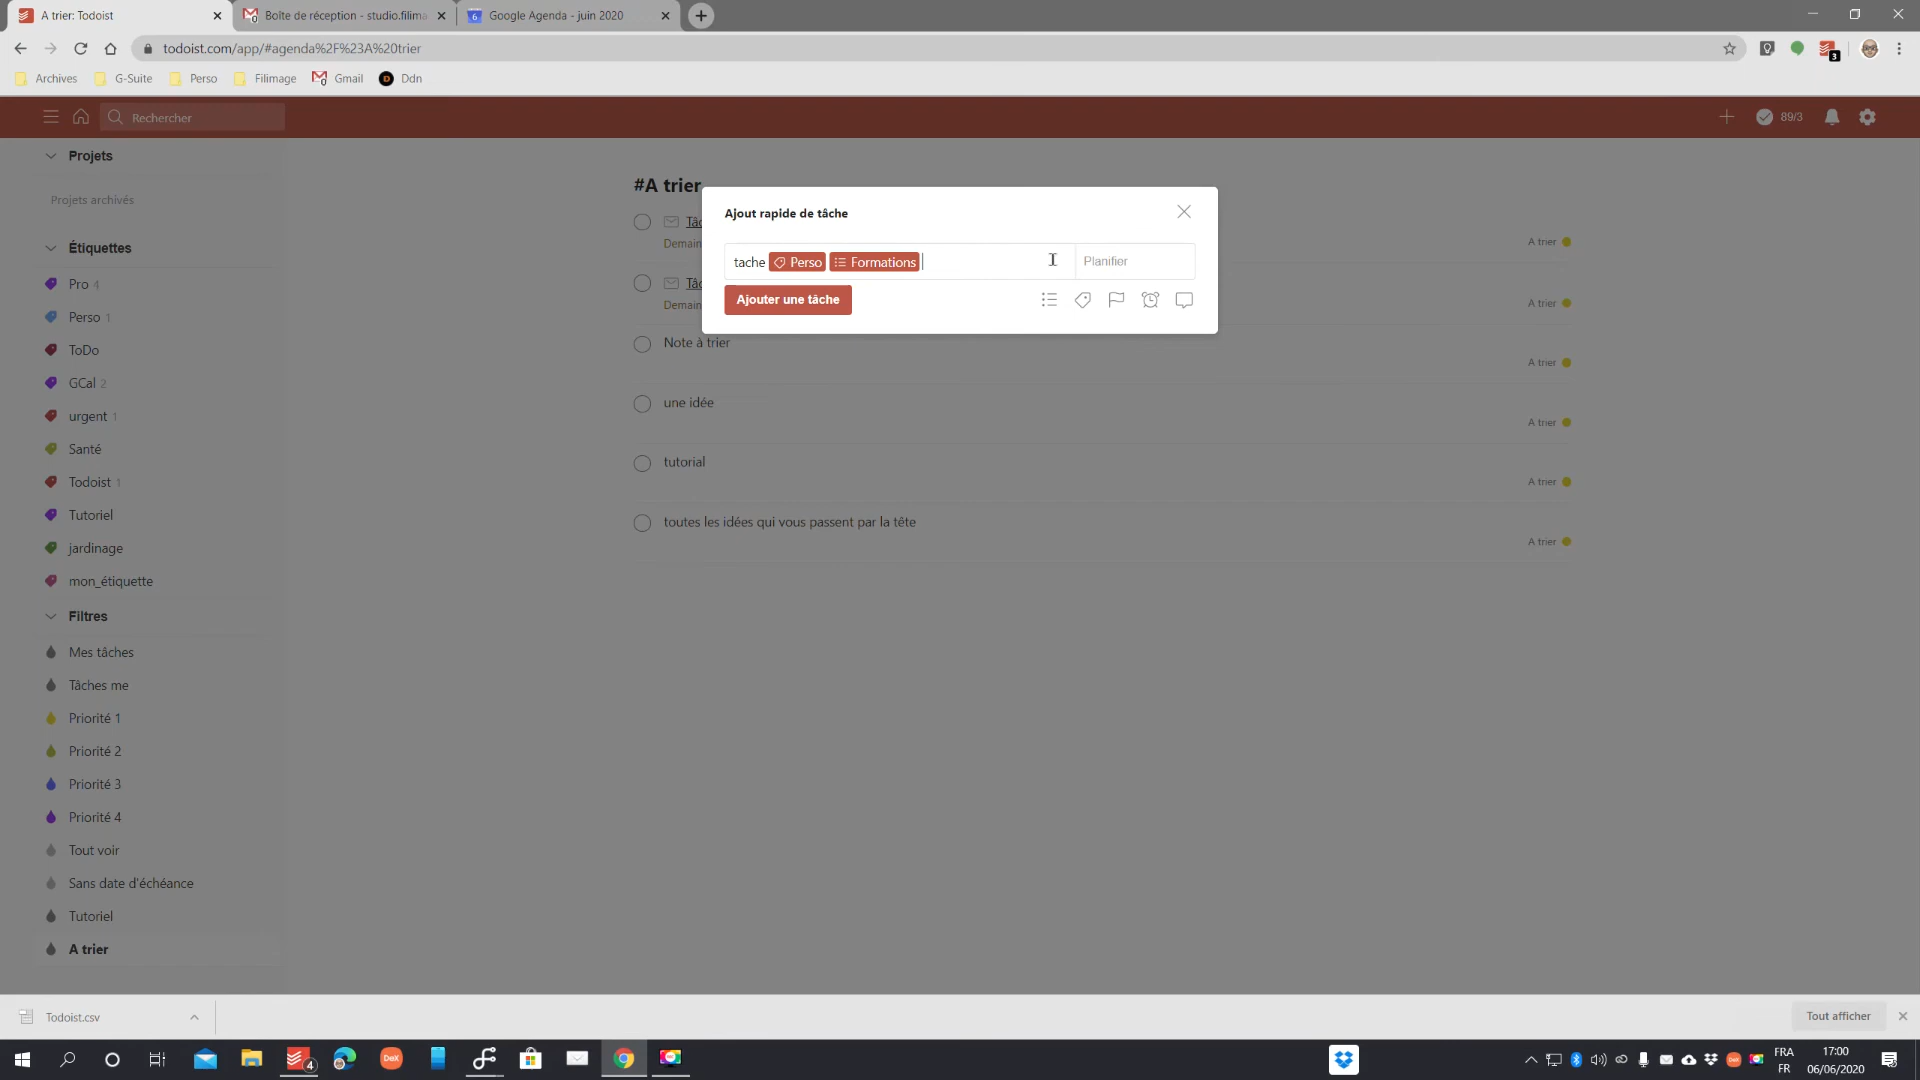 A trier: Todoist
Boîte de réception - studio.filima
Google Agenda - juin 2020
todoist.com/app/#agenda%2F%23A%20trier
3
Archives
G-Suite
Perso
Filimage
Gmail
Ddn
Rechercher
89/3
Projets
Projets archivés
Étiquettes
Pro 4
Perso 1
ToDo
GCal 2
urgent 1
Santé
Todoist 1
Tutoriel
jardinage
mon_étiquette
Filtres
Mes tâches
Tâches me
Priorité 1
Priorité 2
Priorité 3
Priorité 4
Tout voir
Sans date d'échéance
Tutoriel
A trier
#A trier
Tâc
Demain
A trier
Tâc
Demain
A trier
Note à trier
A trier
une idée
A trier
tutorial
A trier
toutes les idées qui vous passent par la tête
A trier
Ajout rapide de tâche
tache Perso Formations
Planifier
Ajouter une tâche
Todoist.csv
Tout afficher
4
DeX
FRA
FR
17:00
06/06/2020